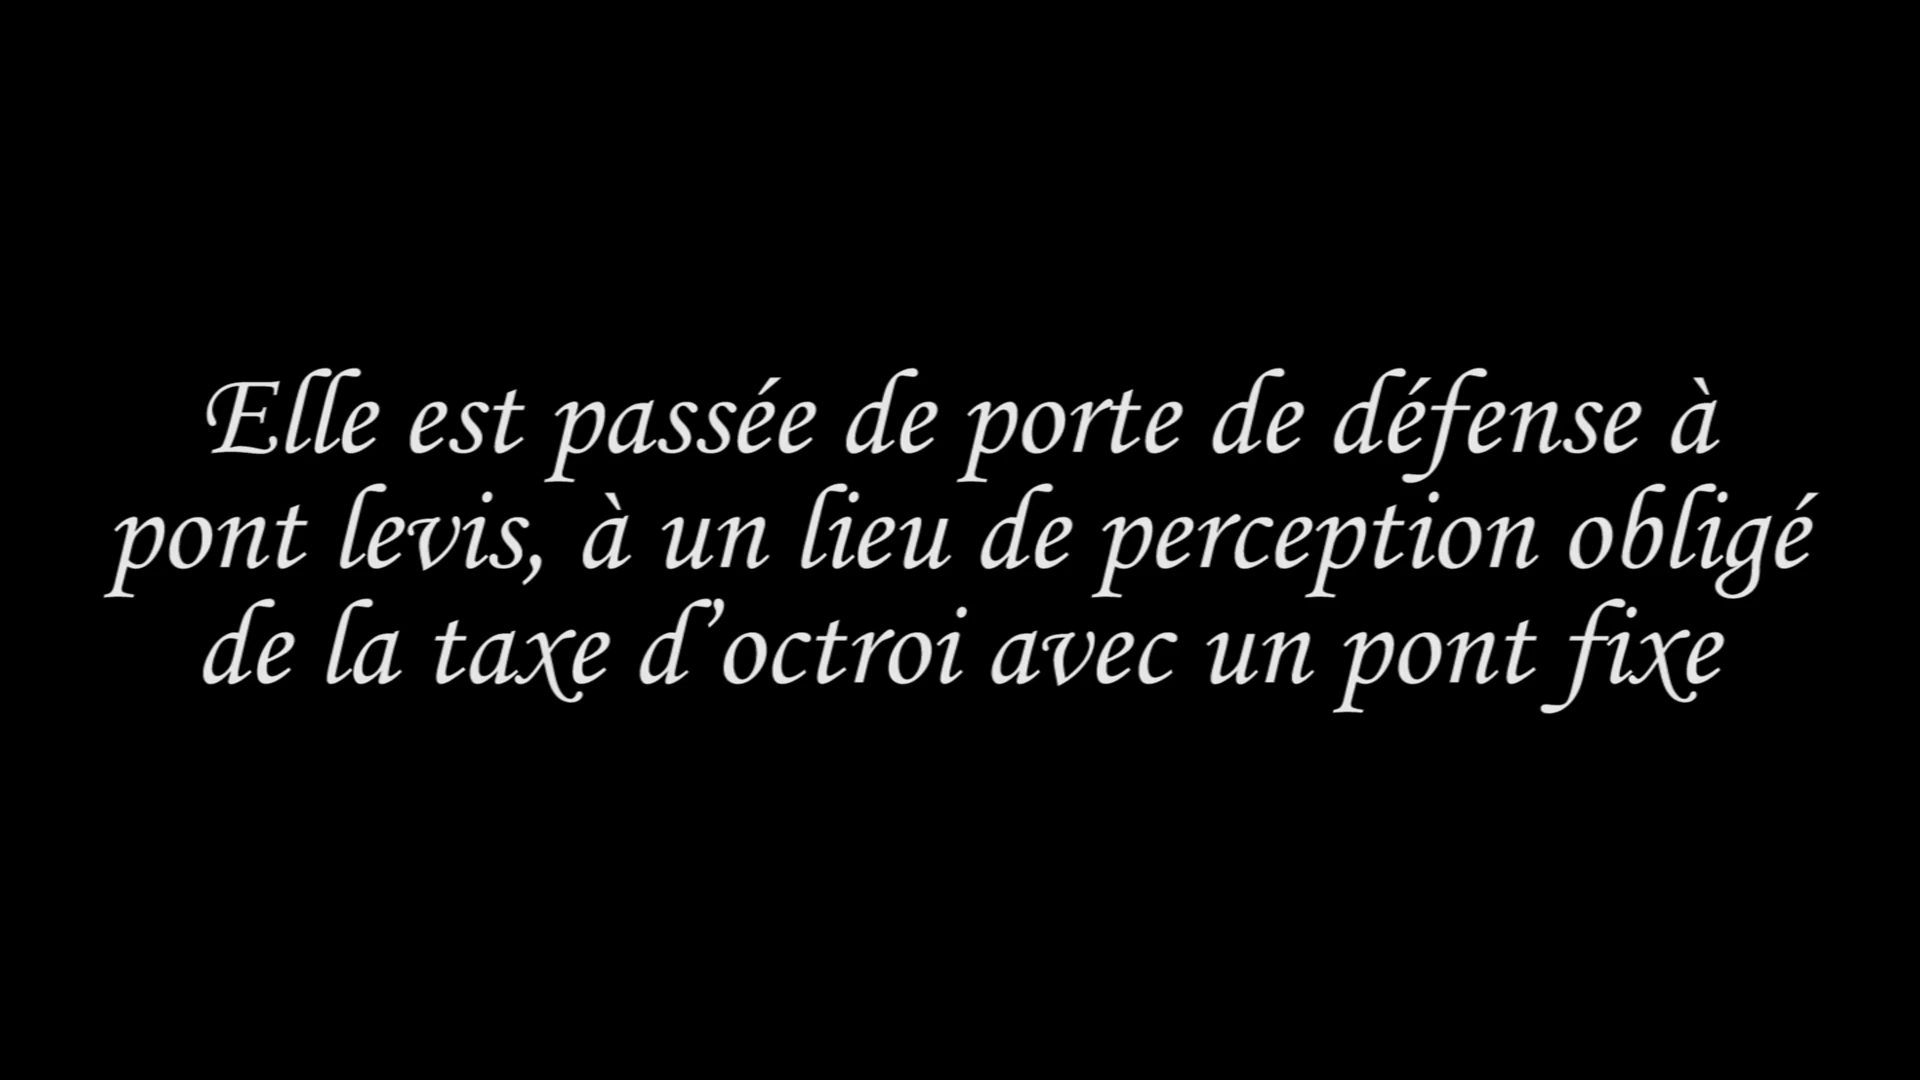 Elle est passée de porte de défense à
pont levis, à un lieu de perception obligé
de la taxe d’octroi avec un pont fixe